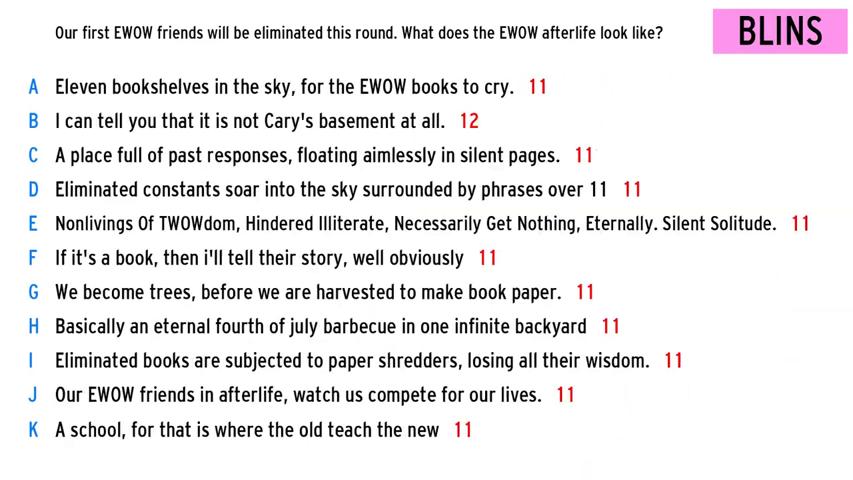 Our first EWOW friends will be eliminated this round. What does the EWOW afterlife look like?
BLINS
A Eleven bookshelves in the sky, for the EWOW books to cry. 11
B I can tell you that it is not Cary's basement at all. 12
C A place full of past responses, floating aimlessly in silent pages. 11
D Eliminated constants soar into the sky surrounded by phrases over 11 11
E Nonlivings Of TWOWdom, Hindered Illiterate, Necessarily Get Nothing, Eternally. Silent Solitude. 11
F If it's a book, then i'll tell their story, well obviously 11
G We become trees, before we are harvested to make book paper. 11
H Basically an eternal fourth of july barbecue in one infinite backyard 11
I Eliminated books are subjected to paper shredders, losing all their wisdom. 11
J Our EWOW friends in afterlife, watch us compete for our lives. 11
K A school, for that is where the old teach the new 11